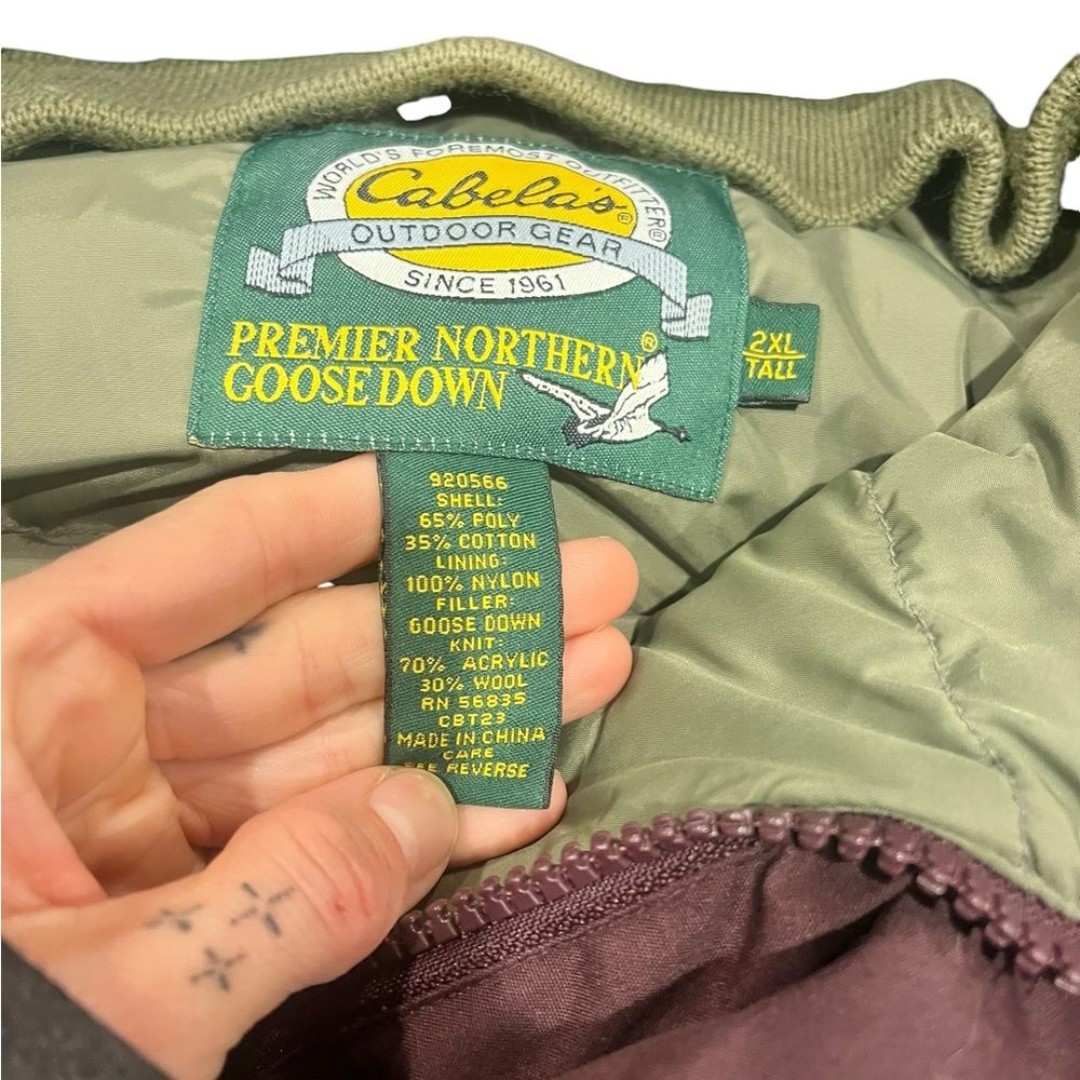 WORLD'S FOREMOST OUTFITTER®
Cabela's®
OUTDOOR GEAR
SINCE 1961
PREMIER NORTHERN®
GOOSE DOWN
2XL
TALL
920566
SHELL:
65% POLY
35% COTTON
LINING:
100% NYLON
FILLER:
GOOSE DOWN
KNIT:
70% ACRYLIC
30% WOOL
RN 56835
CBT23
MADE IN CHINA
CARE
SEE REVERSE